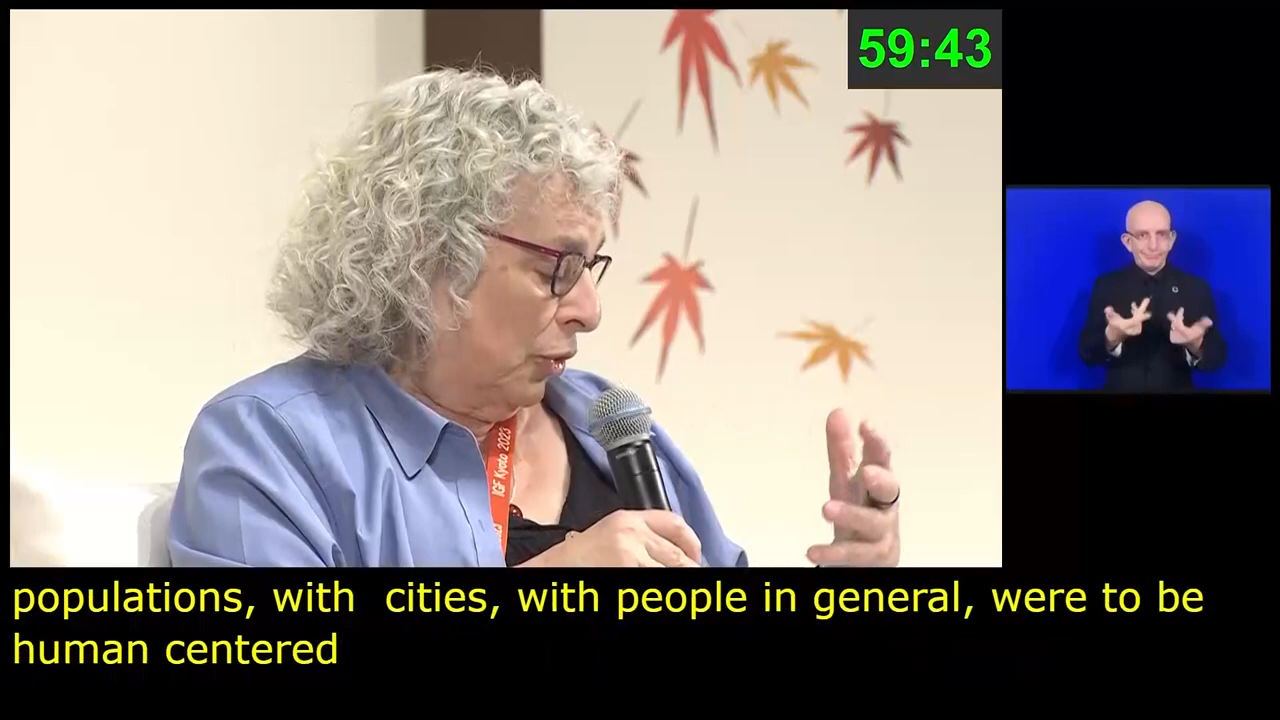 59:43
IGF Kyoto 2023
populations, with  cities, with people in general, were to be
human centered